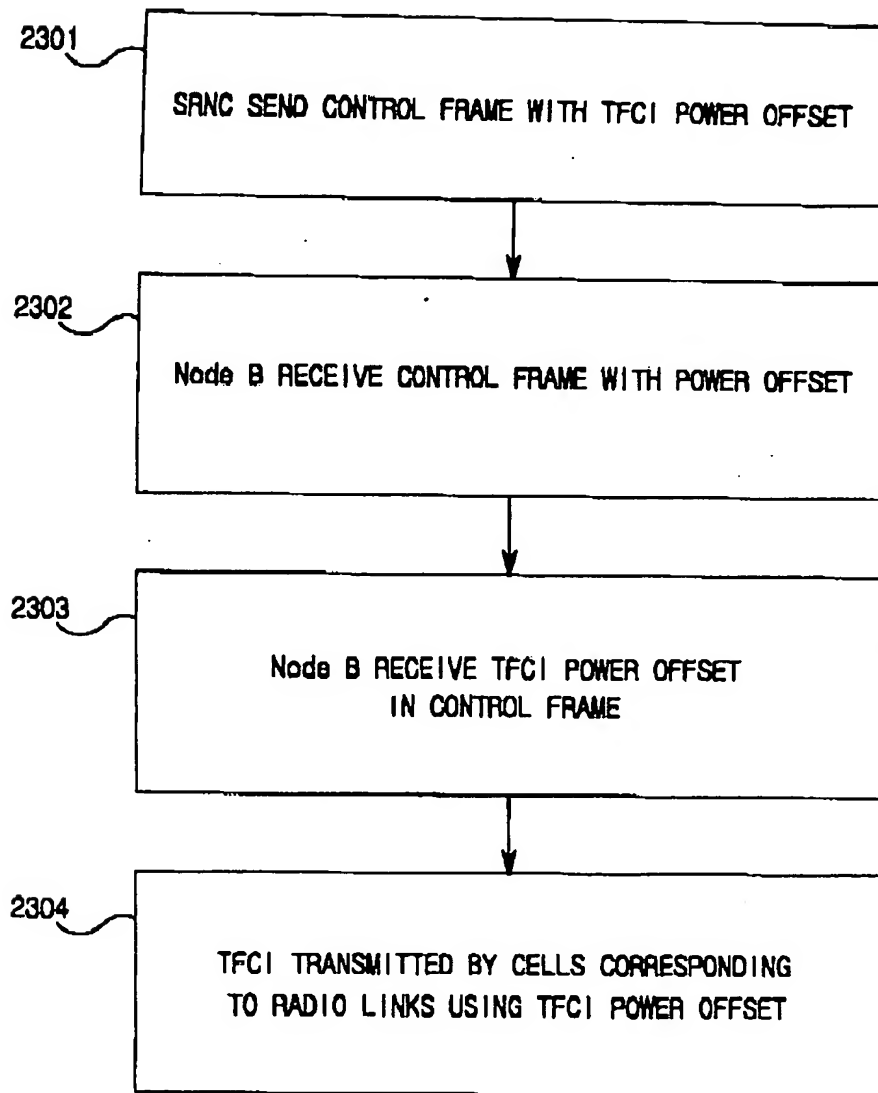 2301
SRNC SEND CONTROL FRAME WITH TFCI POWER OFFSET
2302
Node B RECEIVE CONTROL FRAME WITH POWER OFFSET
2303
Node B RECEIVE TFCI POWER OFFSET
IN CONTROL FRAME
2304
TFCI TRANSMITTED BY CELLS CORRESPONDING
TO RADIO LINKS USING TFCI POWER OFFSET